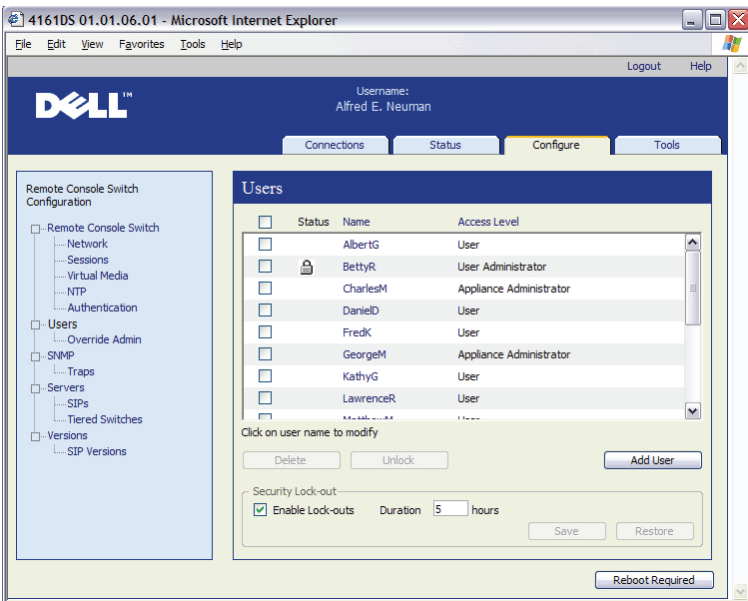 4161DS 01.01.06.01 - Microsoft Internet Explorer
File Edit View Favorites Tools Help
Logout Help
DELL™
Username:
Alfred E. Neuman
Connections Status Configure Tools
Remote Console Switch
Configuration
Remote Console Switch
Network
Sessions
Virtual Media
NTP
Authentication
Users
Override Admin
SNMP
Traps
Servers
SIPs
Tiered Switches
Versions
SIP Versions
Users
Status Name Access Level
AlbertG User
BettyR User Administrator
CharlesM Appliance Administrator
DanielD User
FredK User
GeorgeM Appliance Administrator
KathyG User
LawrenceR User
MatthewM User
Click on user name to modify
Delete Unlock Add User
Security Lock-out
Enable Lock-outs Duration 5 hours
Save Restore
Reboot Required